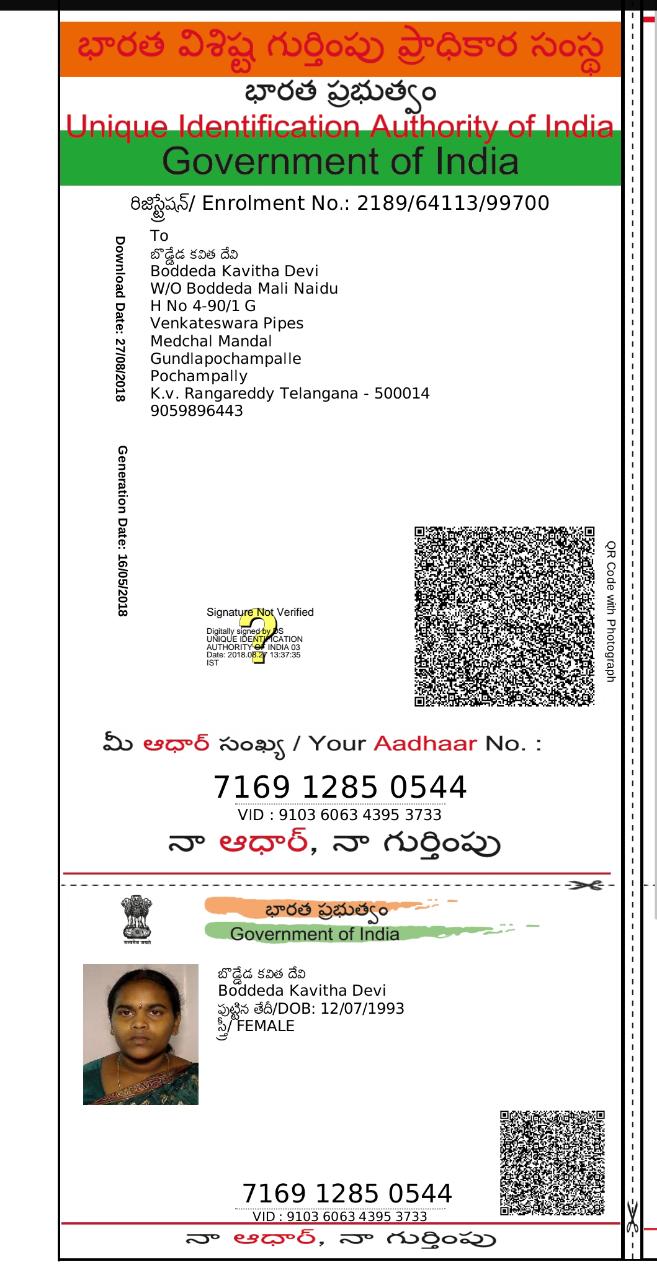 భారత విశిష్ట గుర్తింపు ప్రాధికార సంస్థ
భారత ప్రభుత్వం
Unique Identification Authority of India
Government of India
రిజిస్ట్రేషన్/ Enrolment No.: 2189/64113/99700
To
బొడ్డేడ కవిత దేవి
Boddeda Kavitha Devi
W/O Boddeda Mali Naidu
H No 4-90/1 G
Venkateswara Pipes
Medchal Mandal
Gundlapochampalle
Pochampally
K.v. Rangareddy Telangana - 500014
9059896443
Download Date: 27/08/2018
Generation Date: 16/05/2018
Signature Not Verified
Digitally signed by DS
UNIQUE IDENTIFICATION
AUTHORITY OF INDIA 03
Date: 2018.08.27 13:37:35
IST
QR Code with Photograph
మీ ఆధార్ సంఖ్య / Your Aadhaar No. :
7169 1285 0544
VID : 9103 6063 4395 3733
నా ఆధార్, నా గుర్తింపు
सत्यमेव जयते
భారత ప్రభుత్వం
Government of India
బొడ్డేడ కవిత దేవి
Boddeda Kavitha Devi
పుట్టిన తేదీ/DOB: 12/07/1993
స్త్రీ/ FEMALE
7169 1285 0544
VID : 9103 6063 4395 3733
నా ఆధార్, నా గుర్తింపు